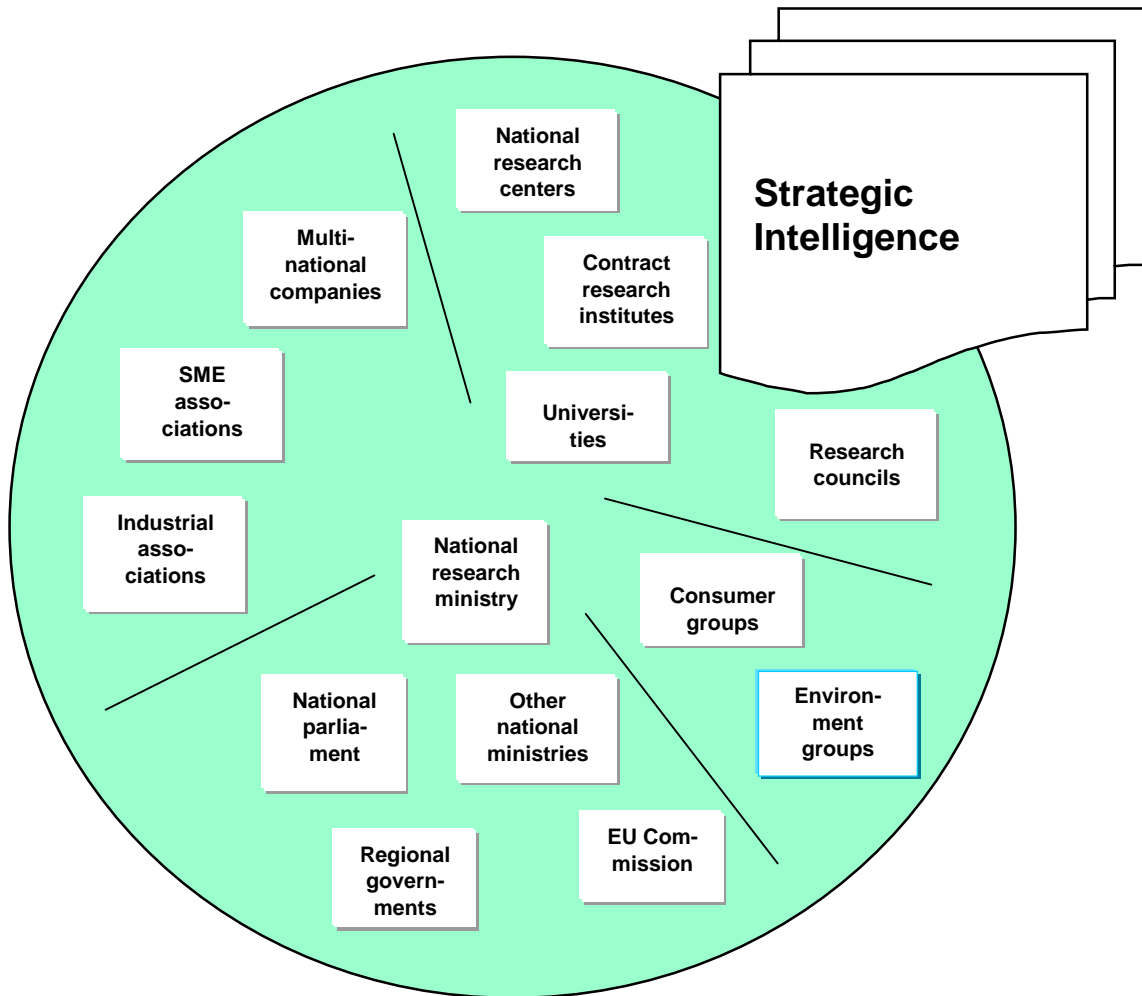 National
research
centers
Strategic
Intelligence
Multi-
national
companies
Contract
research
institutes
SME
asso-
ciations
Universi-
ties
Research
councils
Industrial
asso-
ciations
National
research
ministry
Consumer
groups
National
parlia-
ment
Other
national
ministries
Environ-
ment
groups
Regional
govern-
ments
EU Com-
mission